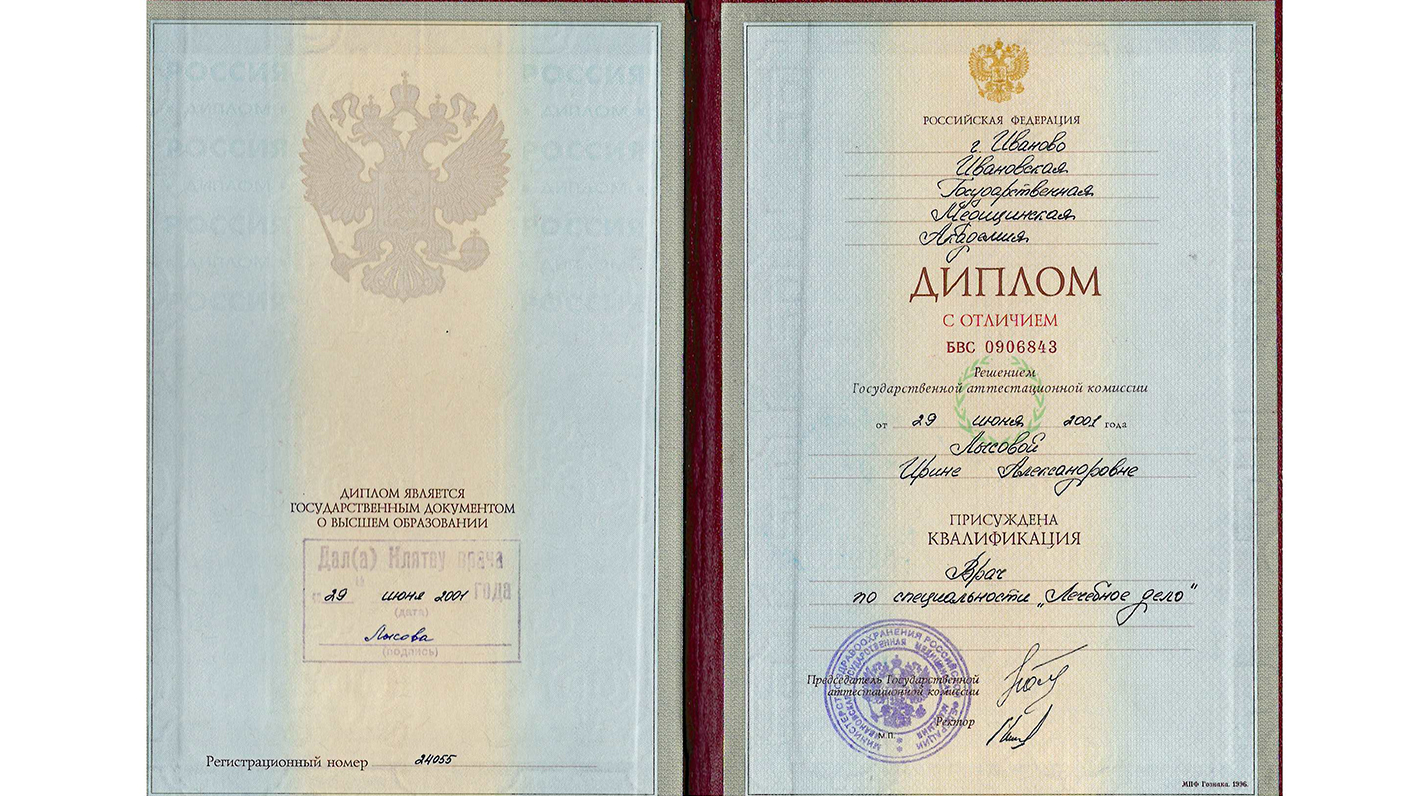 ДИПЛОМ ЯВЛЯЕТСЯ
ГОСУДАРСТВЕННЫМ ДОКУМЕНТОМ
О ВЫСШЕМ ОБРАЗОВАНИИ
Дал(а) Клятву врача
"29" июня 2001 года
(дата)
Лысова
(подпись)
Регистрационный номер 24055
РОССИЙСКАЯ ФЕДЕРАЦИЯ
г. Иваново
Ивановская
Государственная
Медицинская
Академия
ДИПЛОМ
С ОТЛИЧИЕМ
БВС 0906843
Решением
Государственной аттестационной комиссии
от 29 июня 2001 года
Лысовой
Ирине Александровне
ПРИСУЖДЕНА
КВАЛИФИКАЦИЯ
Врач
по специальности „Лечебное дело"
Председатель Государственной
аттестационной комиссии
Ректор
М.П.
МПФ Гознака. 1996.